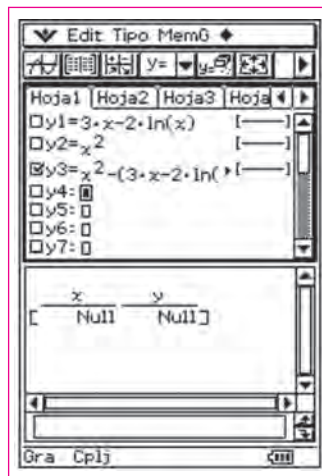 Edit Tipo MemG ◆
y= y=
Hoja1 Hoja2 Hoja3 Hoja
□y1=3·x-2·ln(x) [—]
□y2=x² [—]
☑y3=x²-(3·x-2·ln( [—]
□y4:
□y5:▯
□y6:▯
□y7:▯
x y
[ Null Null]
Gra Cplj